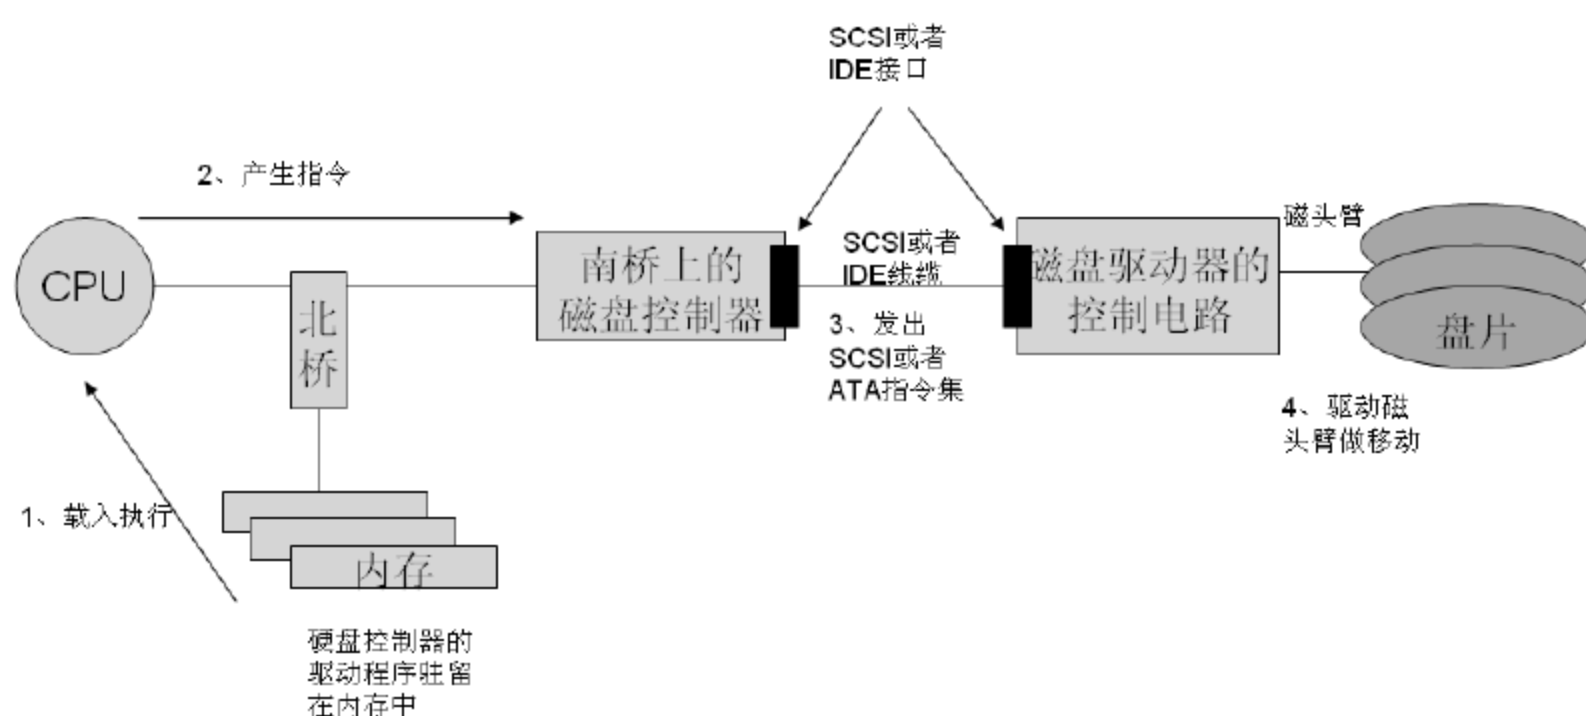 SCSI或者
IDE接口
2、产生指令
磁头臂
CPU
北
桥
南桥上的
磁盘控制器
SCSI或者
IDE线缆
磁盘驱动器的
控制电路
盘片
3、发出
SCSI或者
ATA指令集
4、驱动磁
头臂做移动
1、载入执行
内存
硬盘控制器的
驱动程序驻留
在内存中